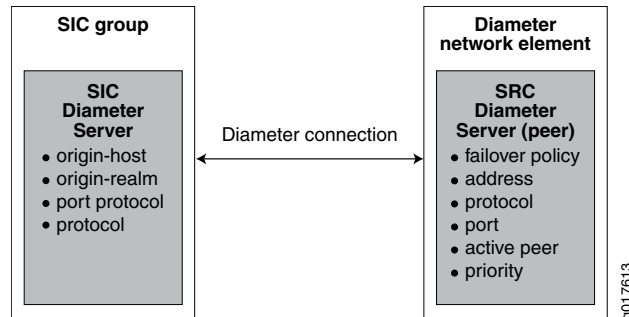 SIC group
SIC
Diameter
Server
• origin-host
• origin-realm
• port protocol
• protocol
Diameter connection
Diameter
network element
SRC
Diameter
Server (peer)
• failover policy
• address
• protocol
• port
• active peer
• priority
g017613